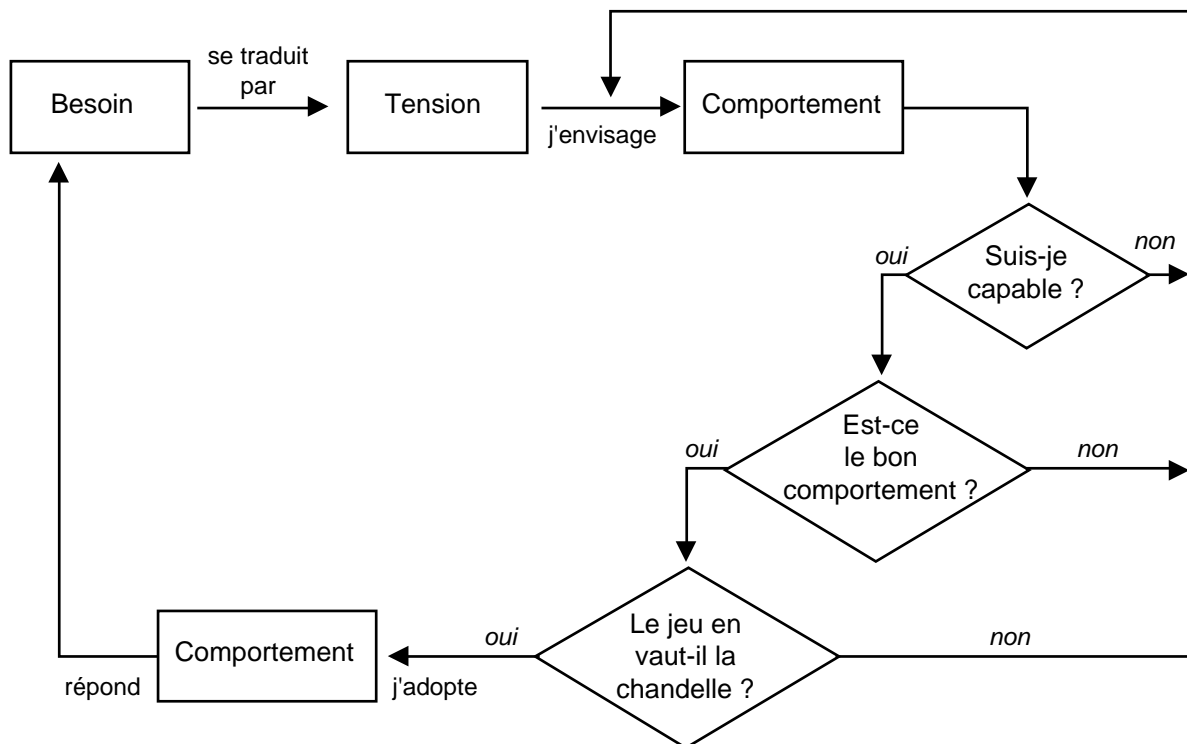 se traduit
par
Besoin
Tension
Comportement
j'envisage
oui
Suis-je
capable ?
non
oui
Est-ce
le bon
comportement ?
non
Comportement
oui
Le jeu en
vaut-il la
chandelle ?
non
répond
j'adopte